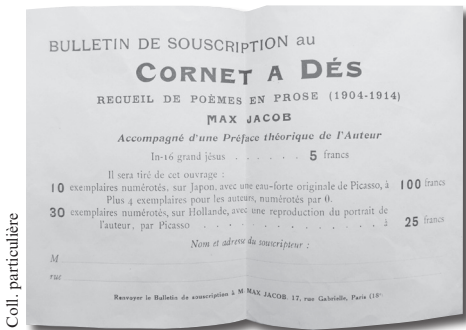 BULLETIN DE SOUSCRIPTION au
CORNET A DÉS
RECUEIL DE POÈMES EN PROSE (1904-1914)
MAX JACOB
Accompagné d'une Préface théorique de l'Auteur
In-16 grand jésus . . . . . . 5 francs
Il sera tiré de cet ouvrage :
10 exemplaires numérotés, sur Japon, avec une eau-forte originale de Picasso, à 100 francs
Plus 4 exemplaires pour les auteurs, numérotés par 0.
30 exemplaires numérotés, sur Hollande, avec une reproduction du portrait de
l'auteur, par Picasso . . . . . . . . . . . . . . à 25 francs
Nom et adresse du souscripteur :
M
rue
Renvoyer le Bulletin de souscription à M. MAX JACOB, 17, rue Gabrielle, Paris (18e
Coll. particulière